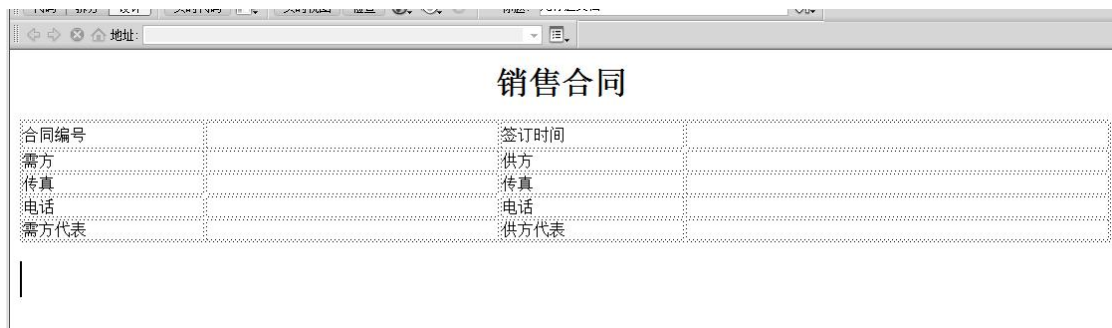 地址:
销售合同
合同编号 签订时间
需方 供方
传真 传真
电话 电话
需方代表 供方代表